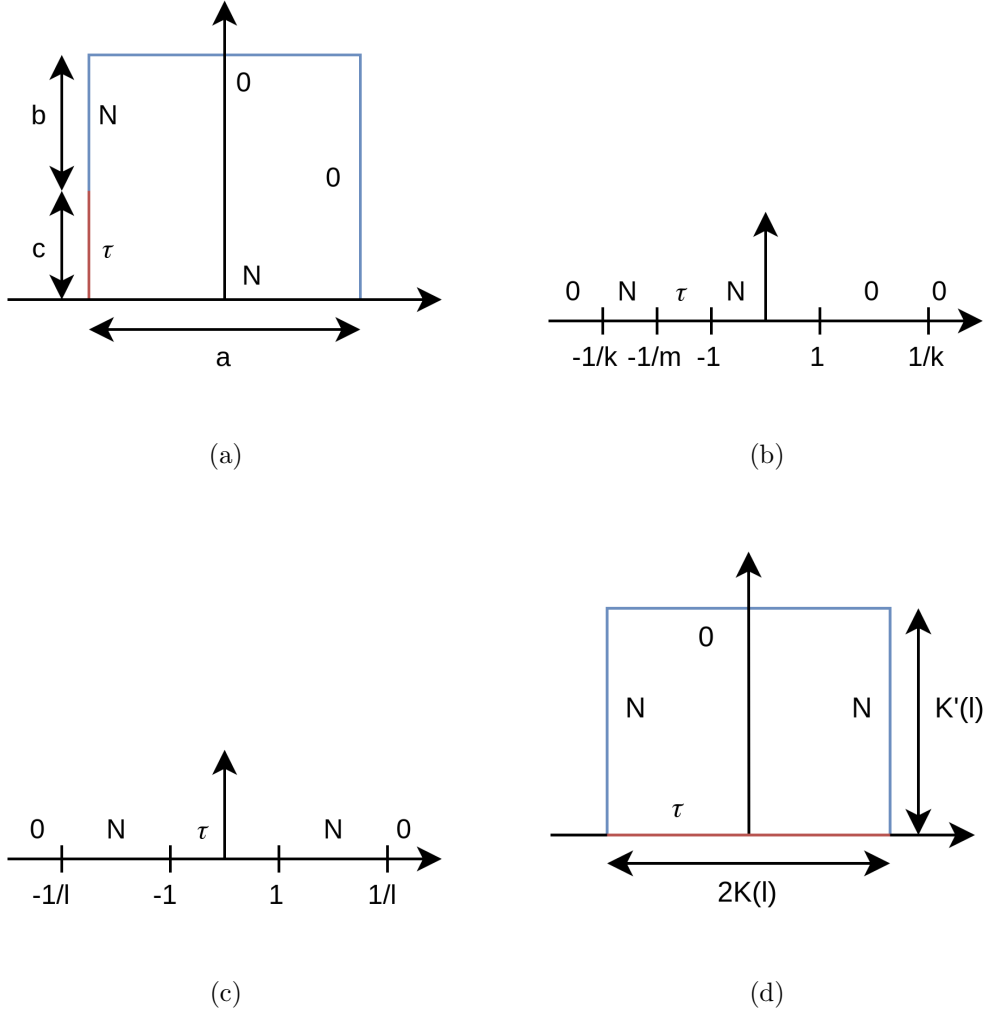 0
b
N
0
c
τ
N
a
(a)
0 N τ N 0 0
-1/k -1/m -1 1 1/k
(b)
0 N τ N 0
-1/l -1 1 1/l
(c)
0
N N K'(l)
τ
2K(l)
(d)